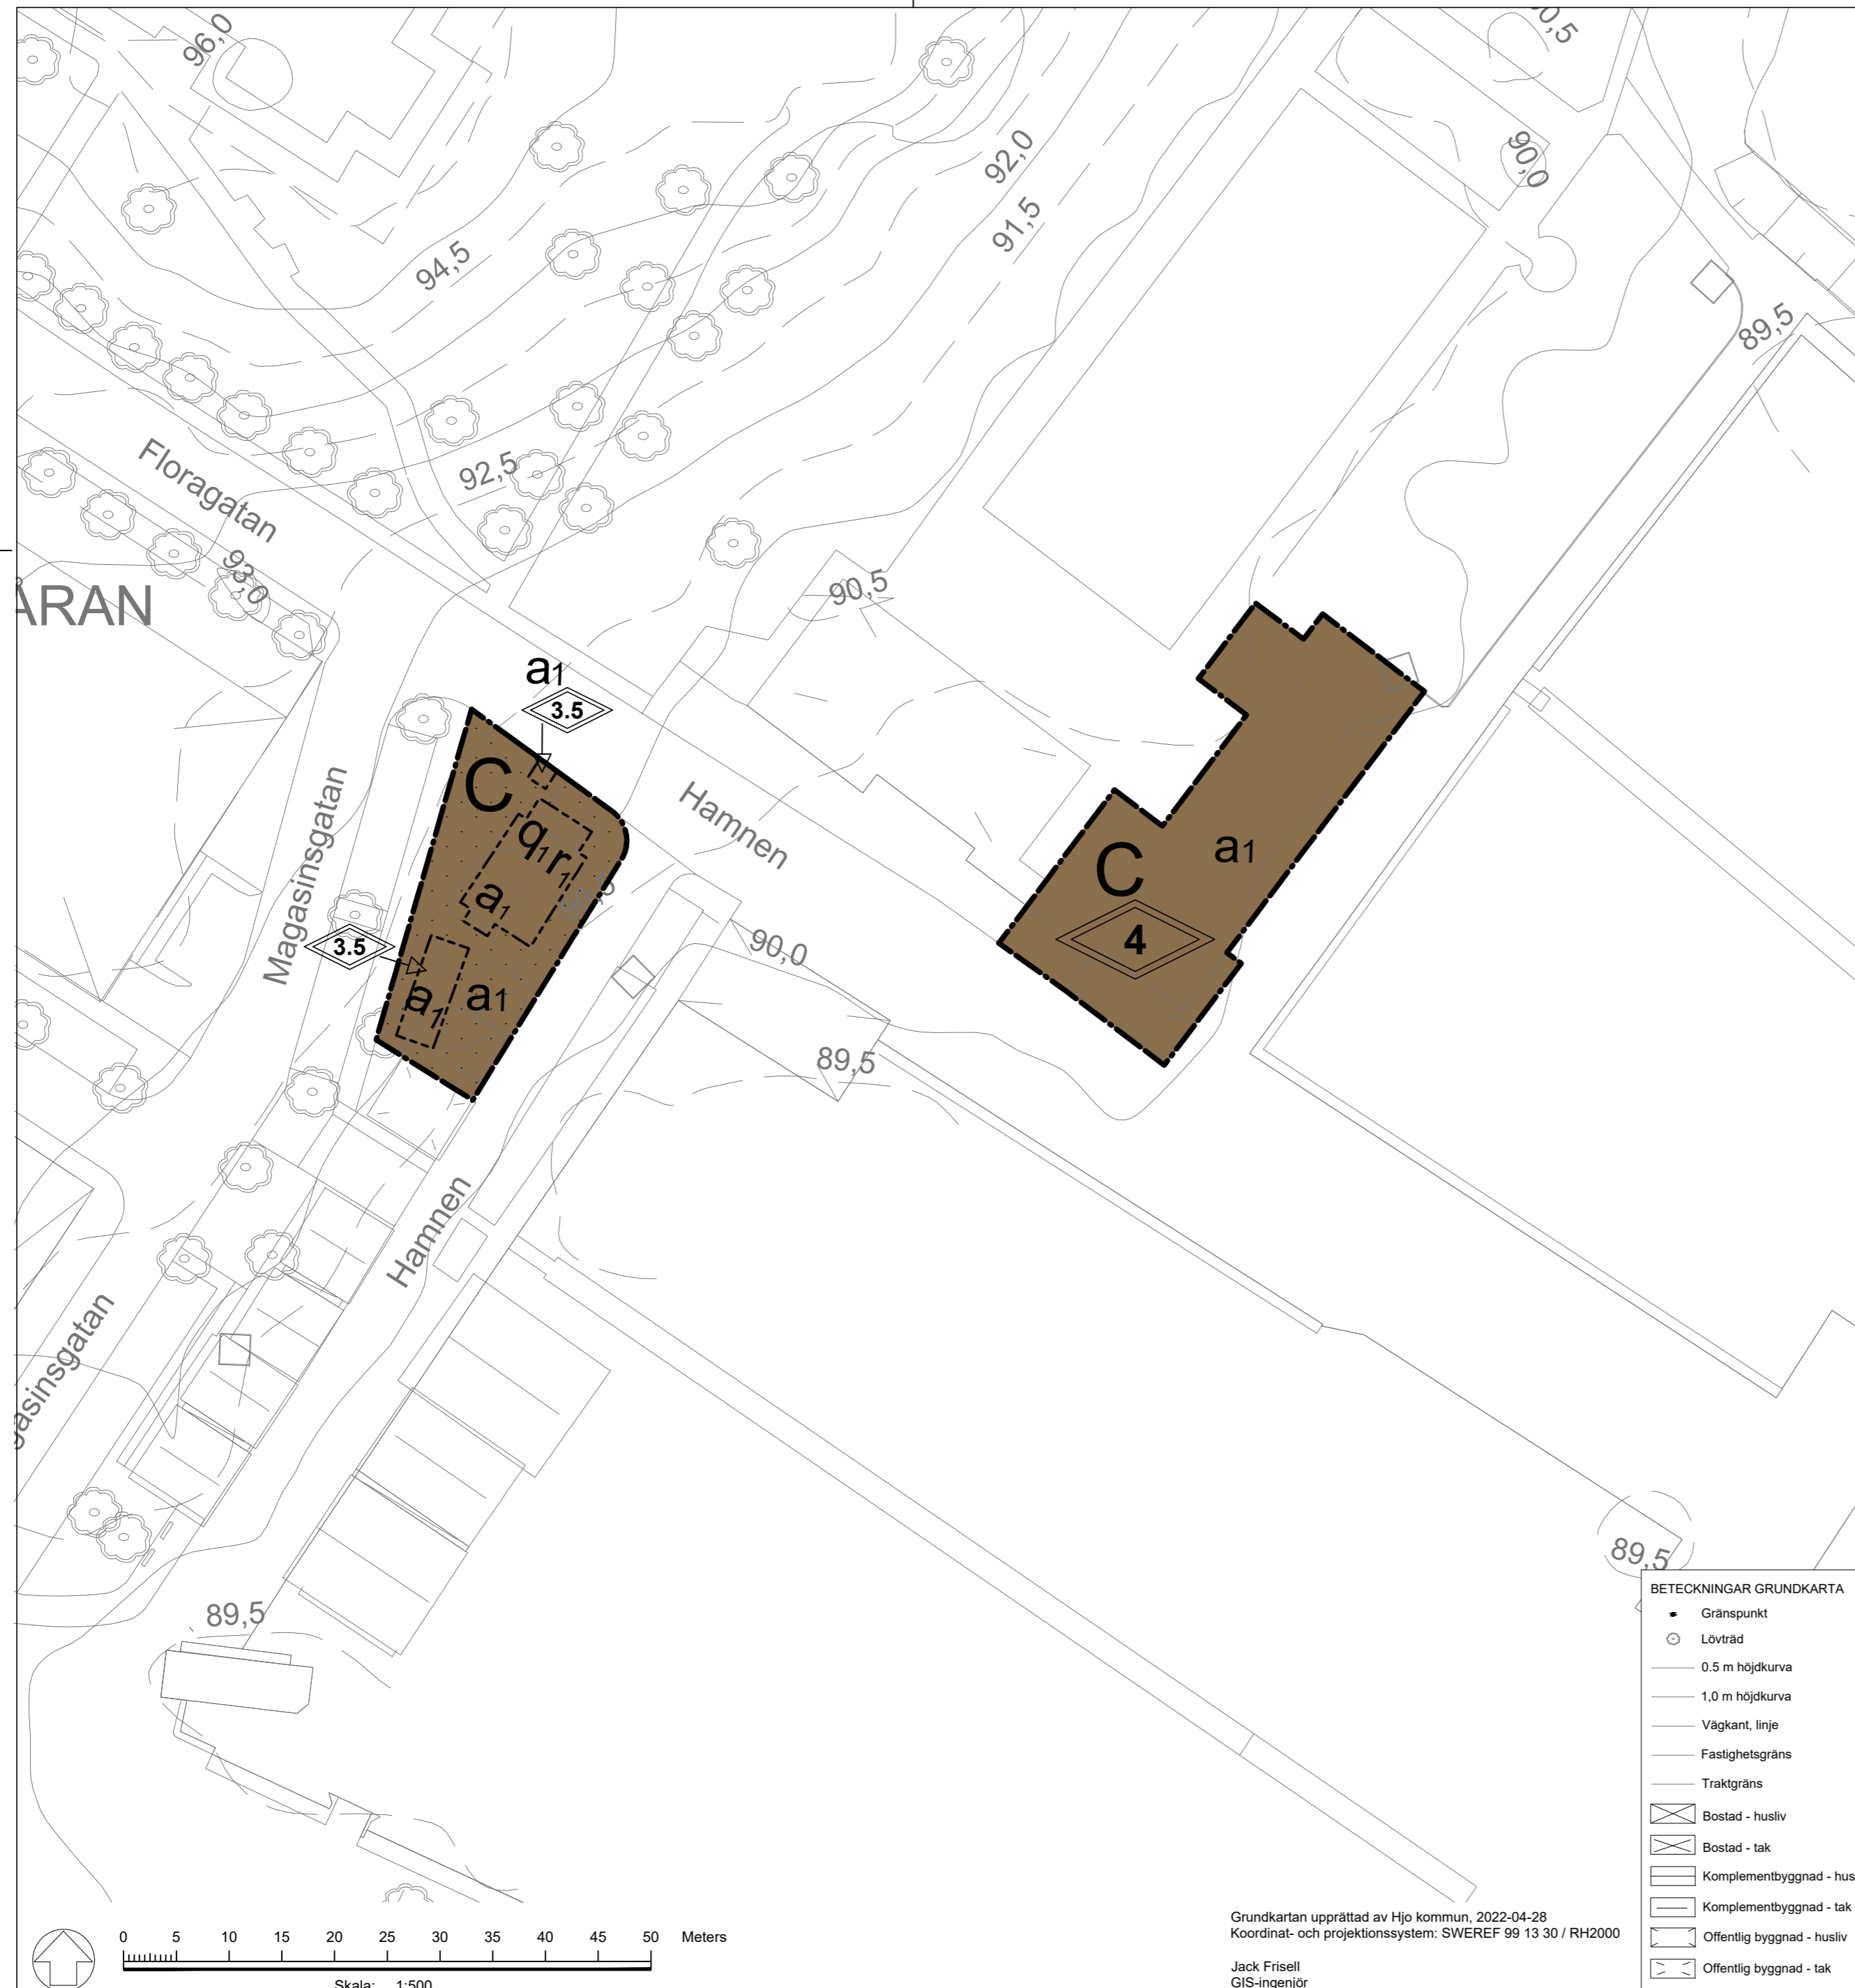 96,0
90,5
92,0
90,0
91,5
94,5
89,5
Floragatan
92,5
93,0
90,5
ÄRAN
a1
3.5
C
Hamnen
Magasinsgatan
q1
r1
a1
C
a1
4
3.5
90,0
a1
a1
89,5
Hamnen
gasinsgatan
89,5
89,5
BETECKNINGAR GRUNDKARTA
Gränspunkt
Lövträd
0.5 m höjdkurva
1,0 m höjdkurva
Vägkant, linje
Fastighetsgräns
Traktgräns
Bostad - husliv
Bostad - tak
Komplementbyggnad - hus
Komplementbyggnad - tak
Offentlig byggnad - husliv
Offentlig byggnad - tak
0 5 10 15 20 25 30 35 40 45 50 Meters
Skala: 1:500
Grundkartan upprättad av Hjo kommun, 2022-04-28
Koordinat- och projektionssystem: SWEREF 99 13 30 / RH2000
Jack Frisell
GIS-ingenjör